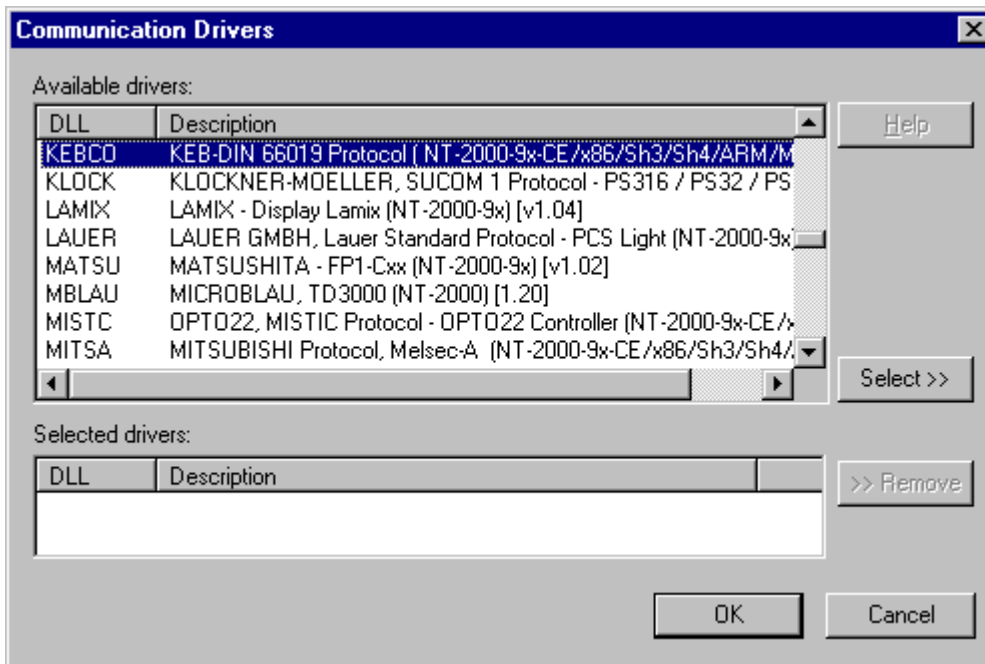 Communication Drivers
Available drivers:
DLL Description
KEBCO KEB-DIN 66019 Protocol ( NT-2000-9x-CE/x86/Sh3/Sh4/ARM/M
KLOCK KLOCKNER-MOELLER, SUCOM 1 Protocol - PS316 / PS32 / PS
LAMIX LAMIX - Display Lamix (NT-2000-9x) [v1.04]
LAUER LAUER GMBH, Lauer Standard Protocol - PCS Light (NT-2000-9x)
MATSU MATSUSHITA - FP1-Cxx (NT-2000-9x) [v1.02]
MBLAU MICROBLAU, TD3000 (NT-2000) [1.20]
MISTC OPTO22, MISTIC Protocol - OPTO22 Controller (NT-2000-9x-CE/x
MITSA MITSUBISHI Protocol, Melsec-A (NT-2000-9x-CE/x86/Sh3/Sh4/
Help
Select >>
Selected drivers:
DLL Description
>> Remove
OK Cancel